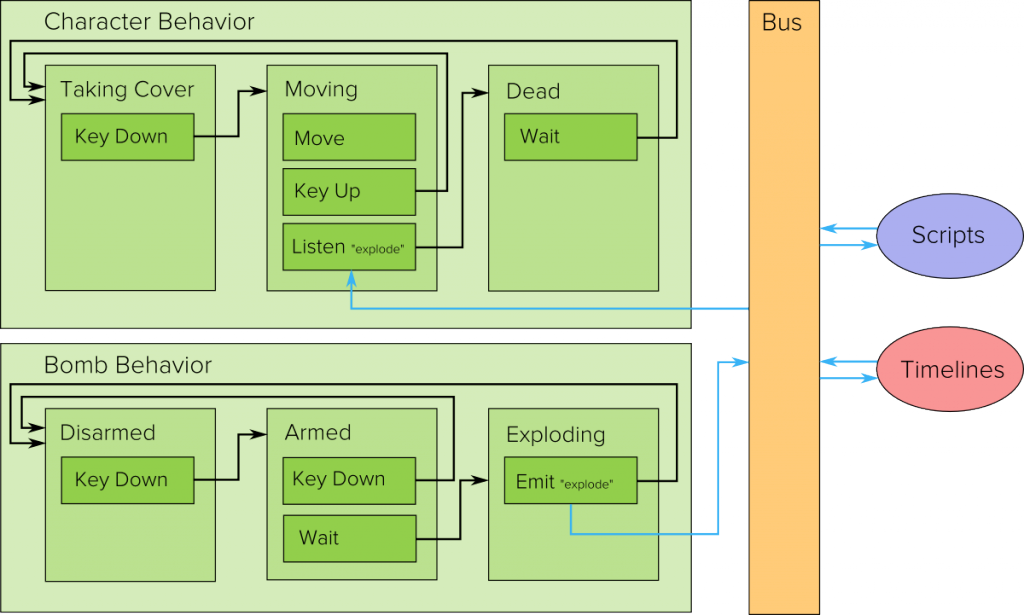 Character Behavior
Taking Cover
Key Down
Moving
Move
Key Up
Listen "explode"
Dead
Wait
Bomb Behavior
Disarmed
Key Down
Armed
Key Down
Wait
Exploding
Emit "explode"
Bus
Scripts
Timelines